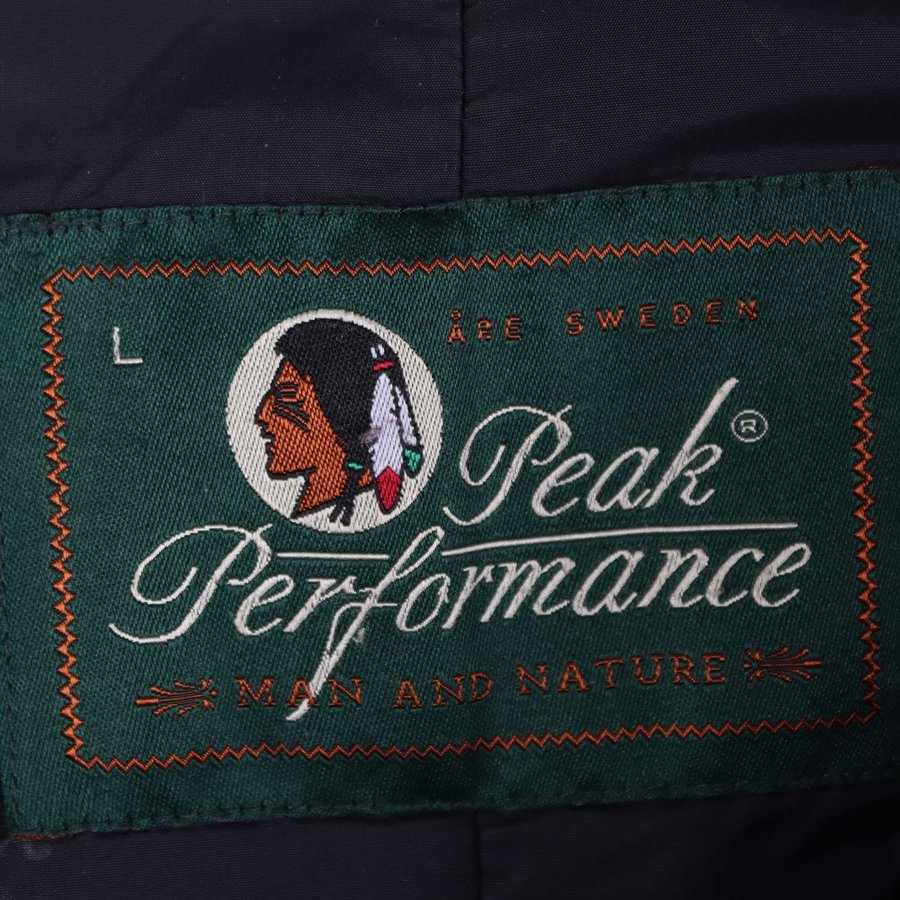 L
ÅRE SWEDEN
Peak®
Performance
MAN AND NATURE